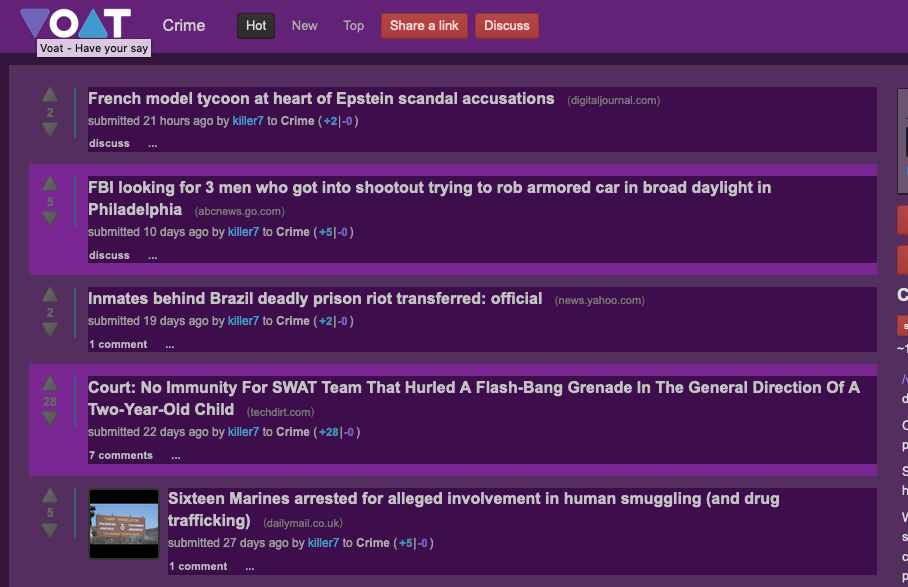 VOAT
Crime Hot New Top Share a link Discuss
Voat - Have your say
French model tycoon at heart of Epstein scandal accusations (digitaljournal.com)
2
submitted 21 hours ago by killer7 to Crime (+2|-0)
discuss ...
FBI looking for 3 men who got into shootout trying to rob armored car in broad daylight in
5
Philadelphia (abcnews.go.com)
submitted 10 days ago by killer7 to Crime (+5|-0)
discuss ...
Inmates behind Brazil deadly prison riot transferred: official (news.yahoo.com)
2
submitted 19 days ago by killer7 to Crime (+2|-0)
1 comment ...
Court: No Immunity For SWAT Team That Hurled A Flash-Bang Grenade In The General Direction Of A
28
Two-Year-Old Child (techdirt.com)
submitted 22 days ago by killer7 to Crime (+28|-0)
7 comments ...
Sixteen Marines arrested for alleged involvement in human smuggling (and drug
5
trafficking) (dailymail.co.uk)
submitted 27 days ago by killer7 to Crime (+5|-0)
1 comment ...